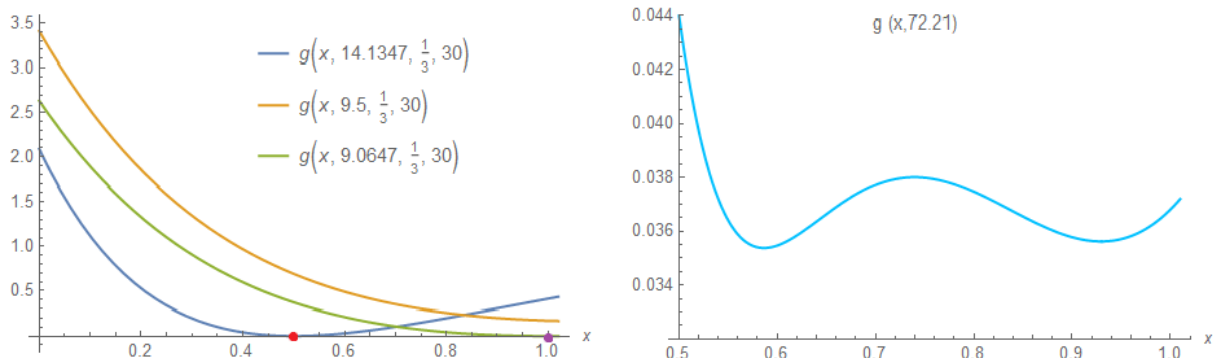 3.5
3.0
2.5
2.0
1.5
1.0
0.5
0.2 0.4 0.6 0.8 1.0 x
g(x, 14.1347, 1/3, 30)
g(x, 9.5, 1/3, 30)
g(x, 9.0647, 1/3, 30)
g (x,72.21)
0.044
0.042
0.040
0.038
0.036
0.034
0.5 0.6 0.7 0.8 0.9 1.0 x